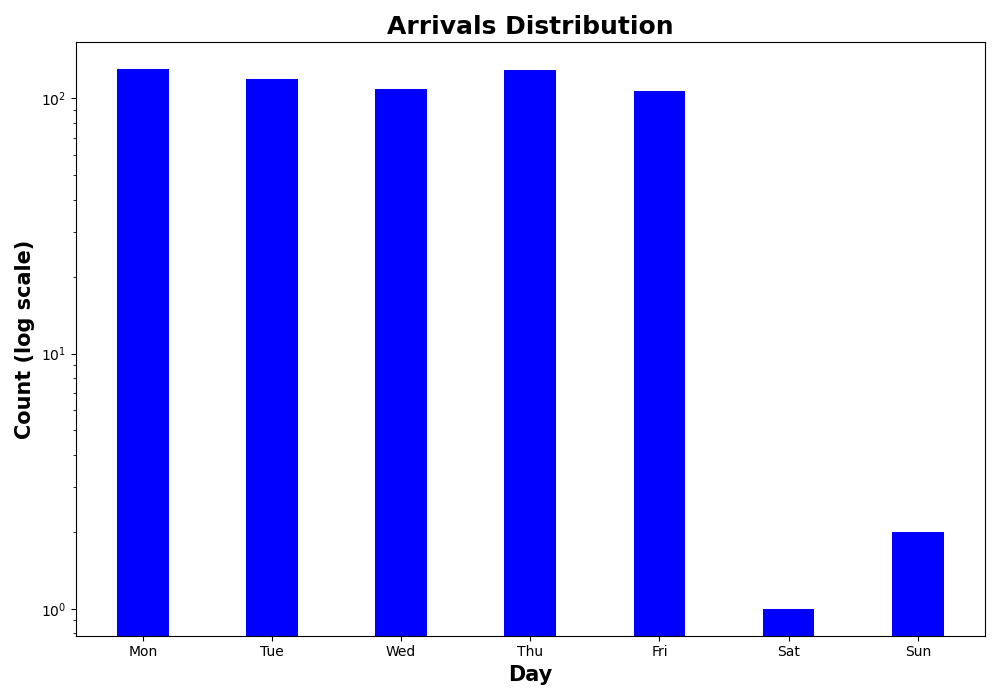 Arrivals Distribution
Count (log scale)
10²
10¹
10⁰
Mon Tue Wed Thu Fri Sat Sun
Day